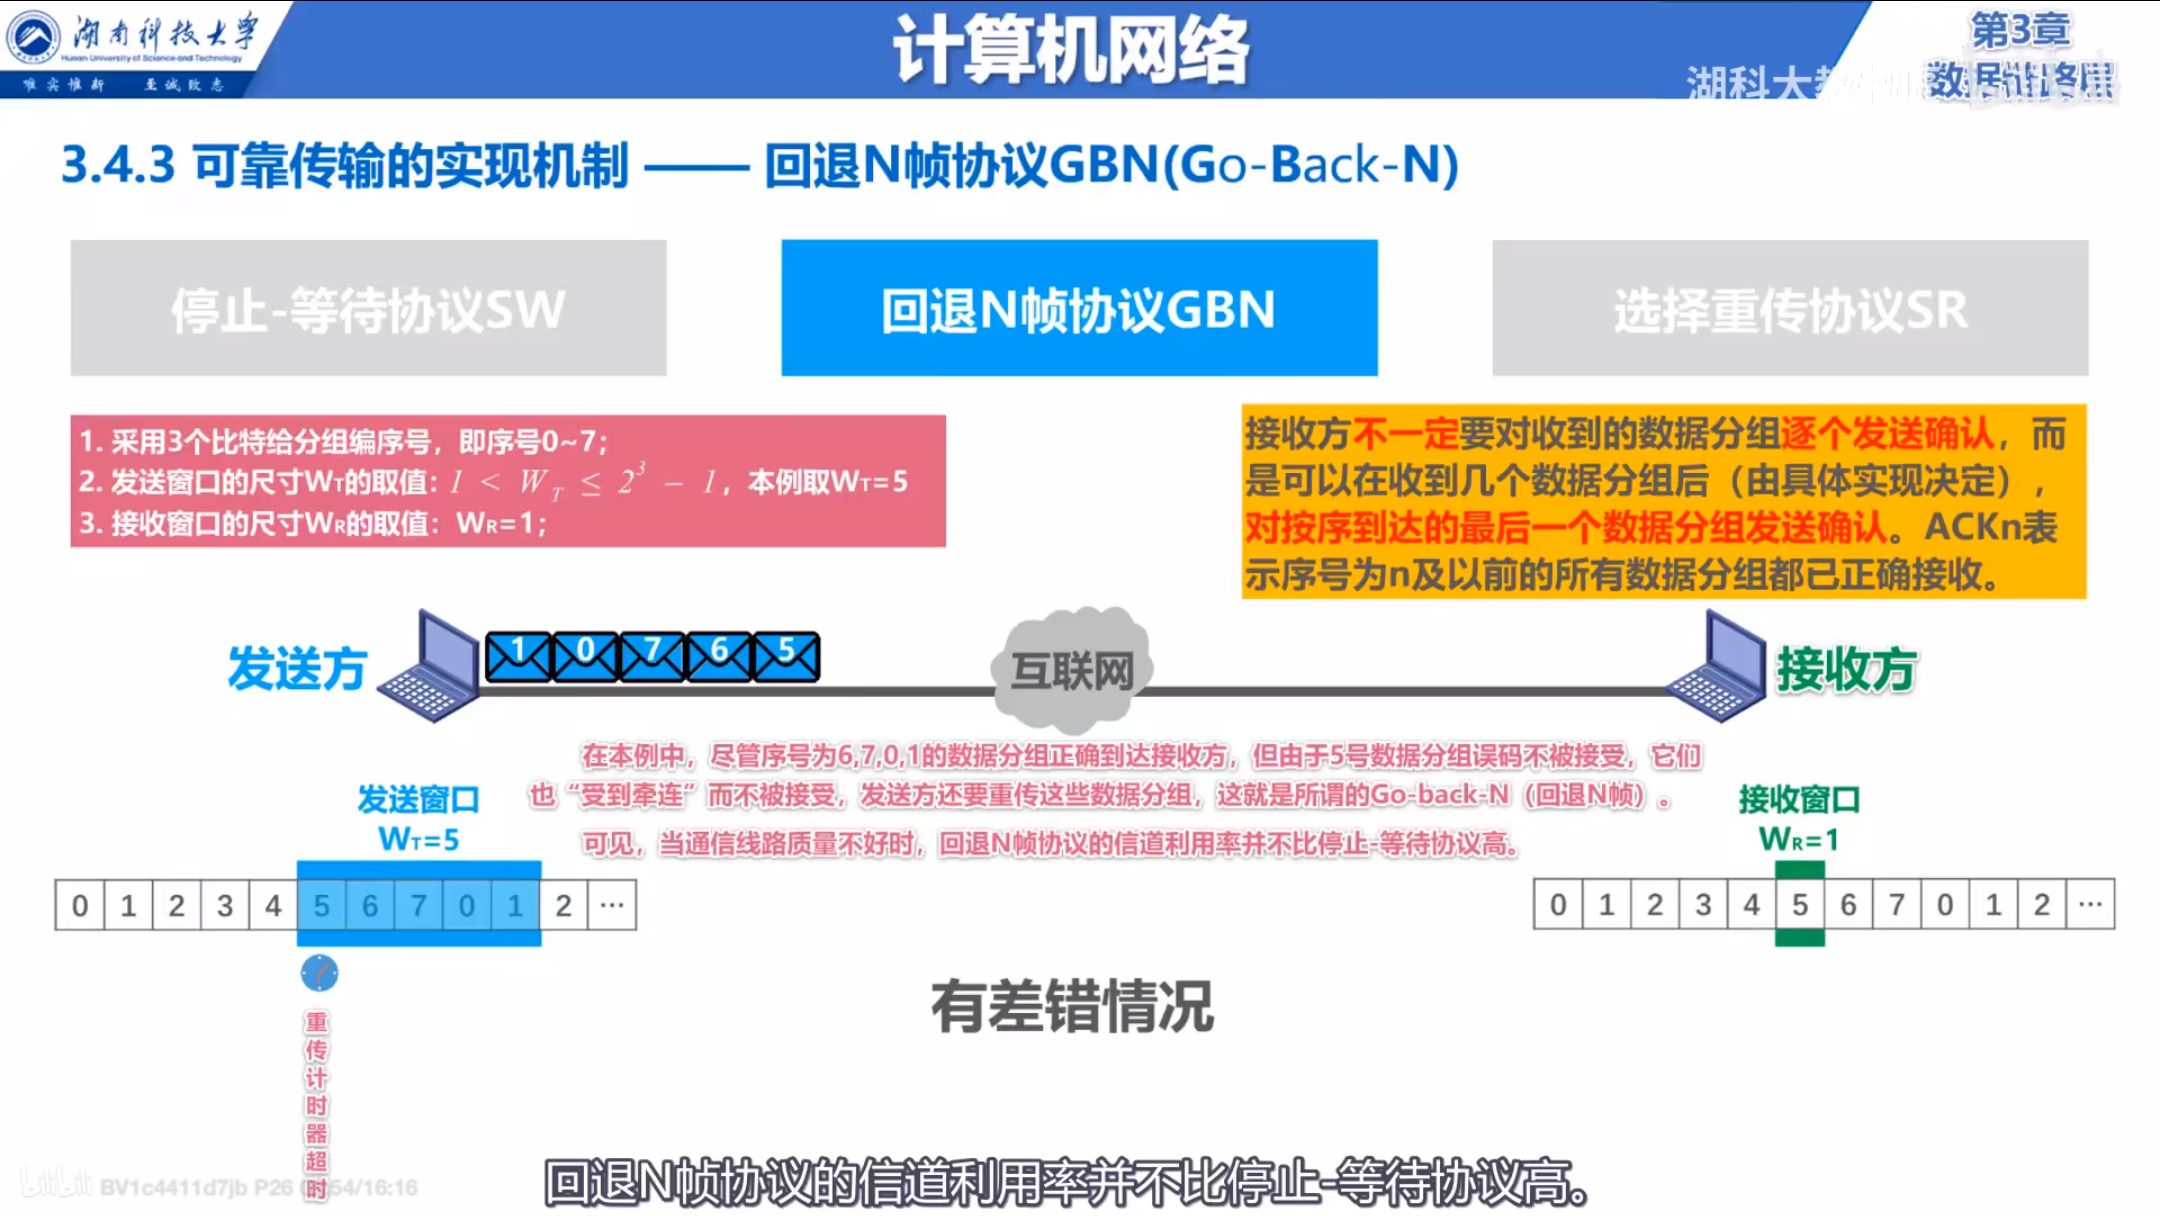 湖南科技大学
Hunan University of Science and Technology
唯实惟新 至诚致志
计算机网络
第3章
数据链路层
湖科大教
3.4.3 可靠传输的实现机制 —— 回退N帧协议GBN(Go-Back-N)
停止-等待协议SW
回退N帧协议GBN
选择重传协议SR
1. 采用3个比特给分组编序号，即序号0~7；
2. 发送窗口的尺寸WT的取值：1 < W_T ≤ 2^3 − 1，本例取WT=5
3. 接收窗口的尺寸WR的取值：WR=1；
接收方不一定要对收到的数据分组逐个发送确认，而
是可以在收到几个数据分组后（由具体实现决定），
对按序到达的最后一个数据分组发送确认。ACKn表
示序号为n及以前的所有数据分组都已正确接收。
发送方
1 0 7 6 5
互联网
接收方
在本例中，尽管序号为6,7,0,1的数据分组正确到达接收方，但由于5号数据分组误码不被接受，它们
也“受到牵连”而不被接受，发送方还要重传这些数据分组，这就是所谓的Go-back-N（回退N帧）。
可见，当通信线路质量不好时，回退N帧协议的信道利用率并不比停止-等待协议高。
发送窗口
WT=5
接收窗口
WR=1
0 1 2 3 4 5 6 7 0 1 2 ···
0 1 2 3 4 5 6 7 0 1 2 ···
有差错情况
重传计时器超时
bilibili BV1c4411d7jb P26 54/16:16
回退N帧协议的信道利用率并不比停止-等待协议高。